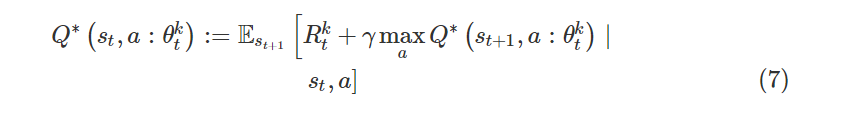 Q* (s_t, a : θ_t^k) := 𝔼_{s_{t+1}} [ R_t^k + γ max_a Q* (s_{t+1}, a : θ_t^k) |
s_t, a] (7)